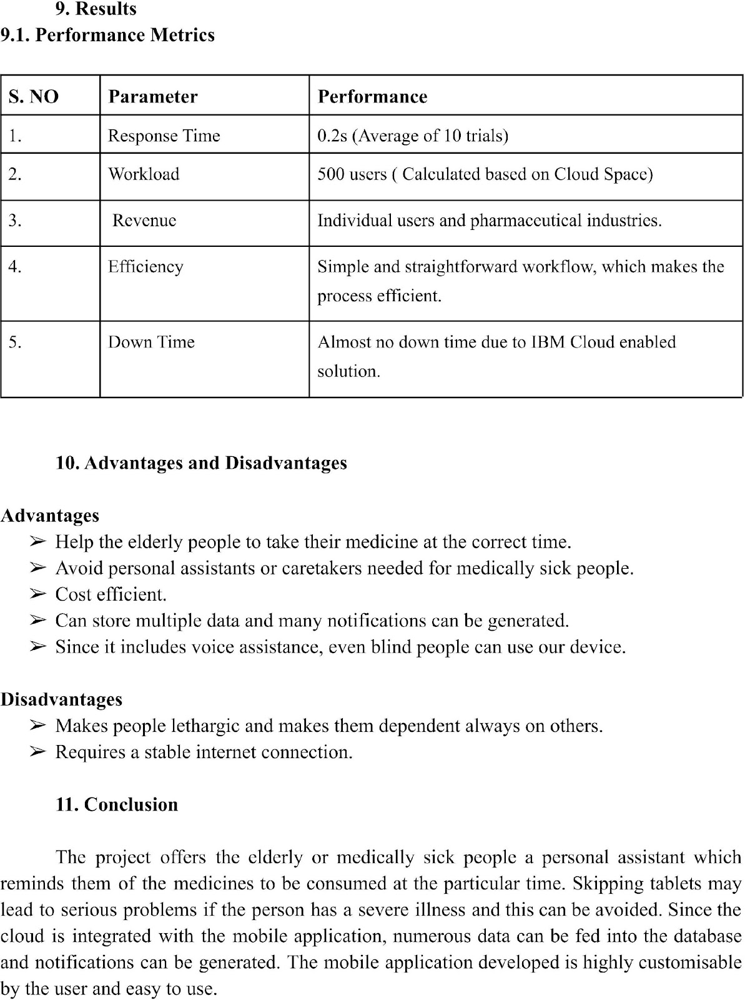 9. Results
9.1. Performance Metrics
S. NO Parameter Performance
1. Response Time 0.2s (Average of 10 trials)
2. Workload 500 users ( Calculated based on Cloud Space)
3. Revenue Individual users and pharmaceutical industries.
4. Efficiency Simple and straightforward workflow, which makes the
process efficient.
5. Down Time Almost no down time due to IBM Cloud enabled
solution.
10. Advantages and Disadvantages
Advantages
➢ Help the elderly people to take their medicine at the correct time.
➢ Avoid personal assistants or caretakers needed for medically sick people.
➢ Cost efficient.
➢ Can store multiple data and many notifications can be generated.
➢ Since it includes voice assistance, even blind people can use our device.
Disadvantages
➢ Makes people lethargic and makes them dependent always on others.
➢ Requires a stable internet connection.
11. Conclusion
The project offers the elderly or medically sick people a personal assistant which
reminds them of the medicines to be consumed at the particular time. Skipping tablets may
lead to serious problems if the person has a severe illness and this can be avoided. Since the
cloud is integrated with the mobile application, numerous data can be fed into the database
and notifications can be generated. The mobile application developed is highly customisable
by the user and easy to use.